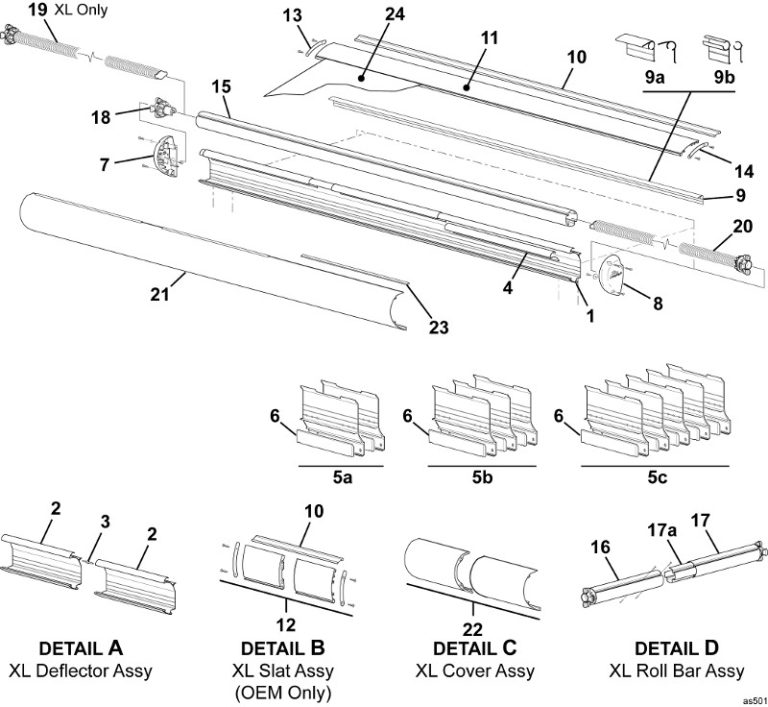 19 XL Only
13
24
11
10
9a
9b
15
18
7
14
9
20
4
1
8
21
23
6
5a
6
5b
6
5c
2
3
2
10
12
22
16
17a
17
DETAIL A
XL Deflector Assy
DETAIL B
XL Slat Assy
(OEM Only)
DETAIL C
XL Cover Assy
DETAIL D
XL Roll Bar Assy
as501